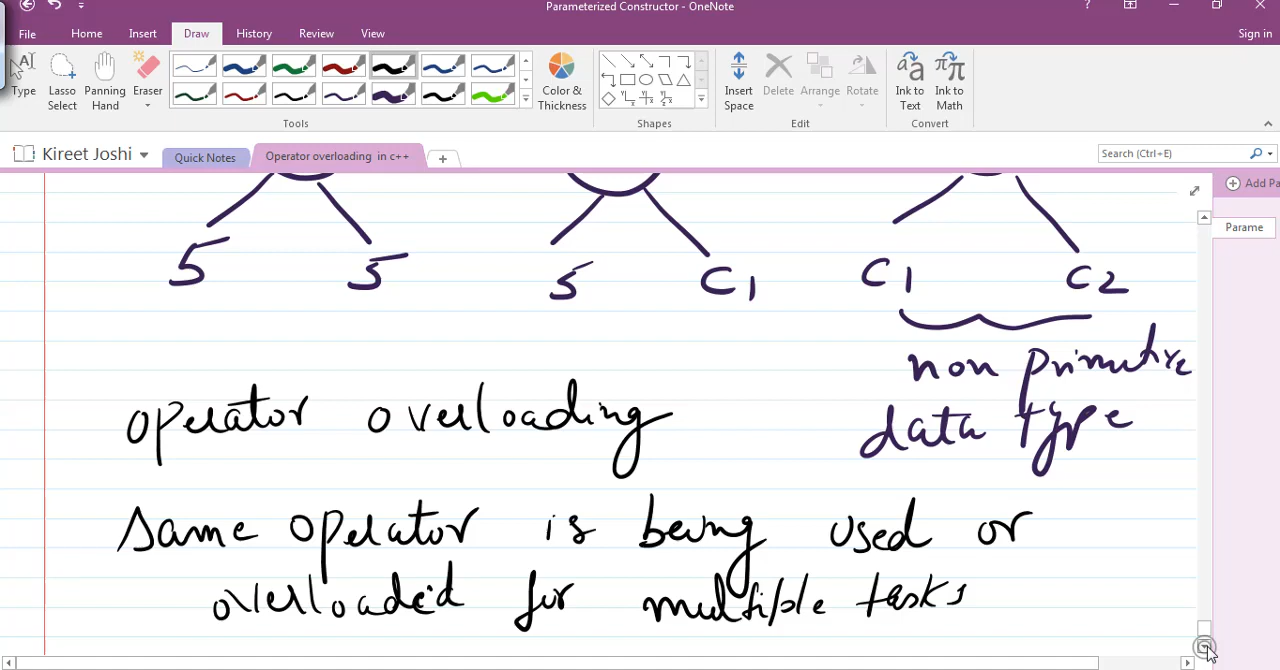 Parameterized Constructor - OneNote
?
File Home Insert Draw History Review View
Sign in
Type Lasso Select Panning Hand Eraser Color & Thickness Insert Space Delete Arrange Rotate Ink to Text Ink to Math
Tools Shapes Edit Convert
Kireet Joshi Quick Notes Operator overloading in c++ +
Search (Ctrl+E)
Add Pa
Parame
5 5 5 C1 C1 C2
non primitive
data type
operator overloading
same operator is being used or
overloaded for multiple tasks